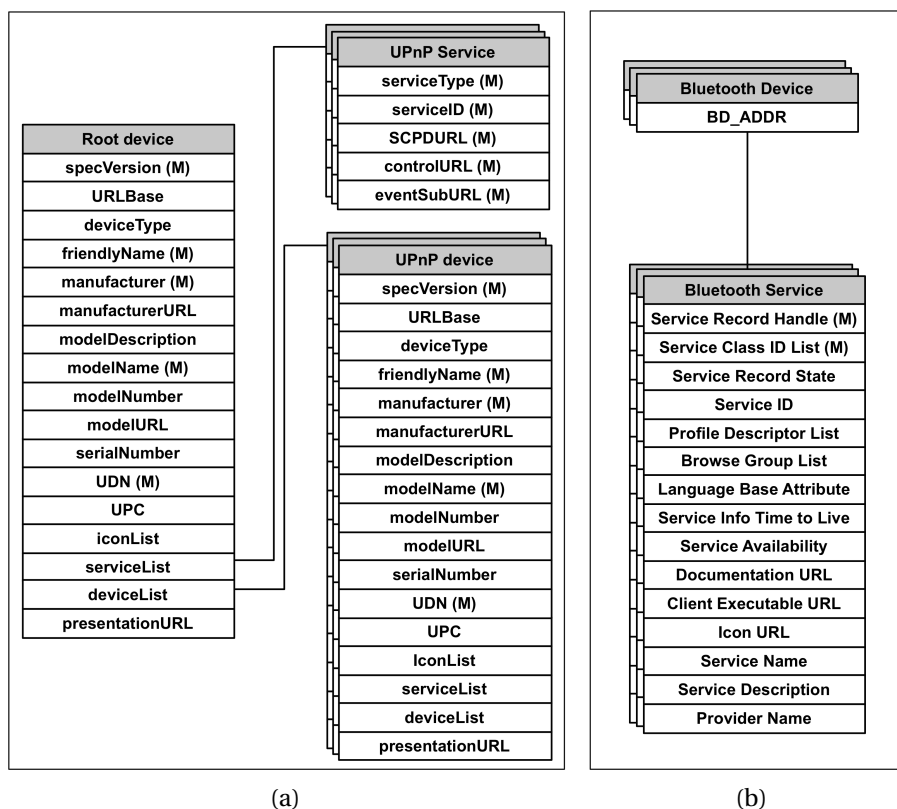 Root device
specVersion (M)
URLBase
deviceType
friendlyName (M)
manufacturer (M)
manufacturerURL
modelDescription
modelName (M)
modelNumber
modelURL
serialNumber
UDN (M)
UPC
iconList
serviceList
deviceList
presentationURL
UPnP Service
serviceType (M)
serviceID (M)
SCPDURL (M)
controlURL (M)
eventSubURL (M)
UPnP device
specVersion (M)
URLBase
deviceType
friendlyName (M)
manufacturer (M)
manufacturerURL
modelDescription
modelName (M)
modelNumber
modelURL
serialNumber
UDN (M)
UPC
IconList
serviceList
deviceList
presentationURL
(a)
Bluetooth Device
BD_ADDR
Bluetooth Service
Service Record Handle (M)
Service Class ID List (M)
Service Record State
Service ID
Profile Descriptor List
Browse Group List
Language Base Attribute
Service Info Time to Live
Service Availability
Documentation URL
Client Executable URL
Icon URL
Service Name
Service Description
Provider Name
(b)